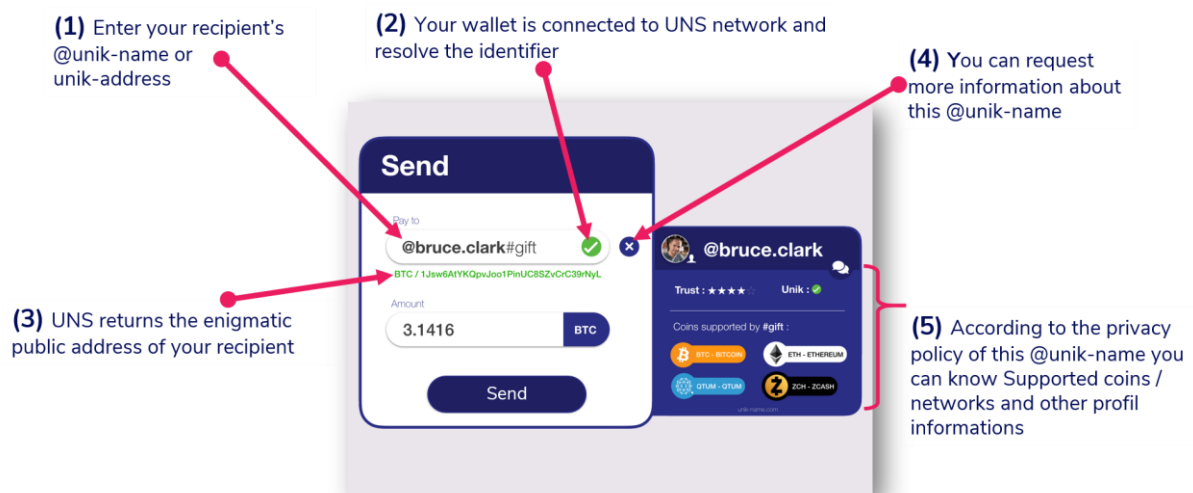 (1) Enter your recipient's
@unik-name or
unik-address
(2) Your wallet is connected to UNS network and
resolve the identifier
(4) You can request
more information about
this @unik-name
Send
Pay to
@bruce.clark#gift
BTC / 1Jsw6AtYKQpvJoo1PinUC8SZvCrC39rNyL
Amount
3.1416
BTC
Send
@bruce.clark
Trust : ★★★★☆
Unik :
Coins supported by #gift :
BTC - BITCOIN
ETH - ETHEREUM
QTUM - QTUM
ZCH - ZCASH
unik-name.com
(3) UNS returns the enigmatic
public address of your recipient
(5) According to the privacy
policy of this @unik-name you
can know Supported coins /
networks and other profil
informations